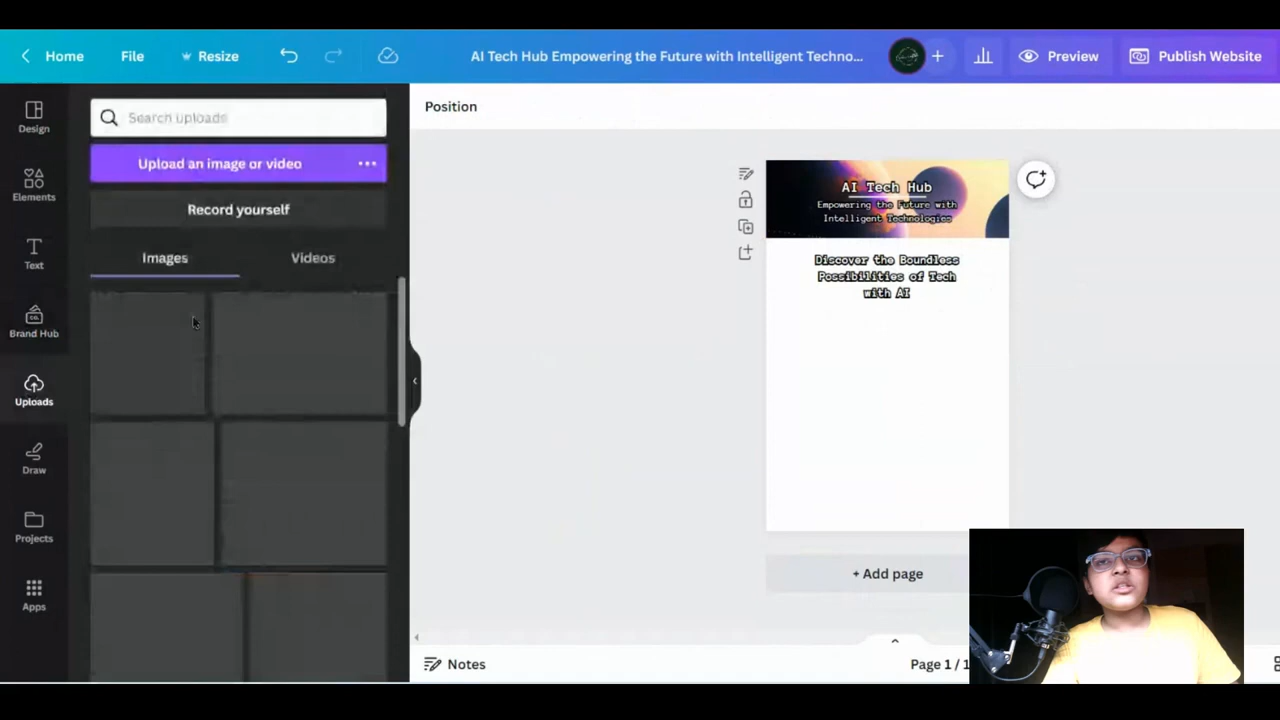 Home
File
Resize
AI Tech Hub Empowering the Future with Intelligent Techno...
Preview
Publish Website
Design
Elements
Text
Brand Hub
Uploads
Draw
Projects
Apps
Search uploads
Upload an image or video
Record yourself
Images
Videos
Position
AI Tech Hub
Empowering the Future with
Intelligent Technologies
Discover the Boundless
Possibilities of Tech
with AI
+ Add page
Notes
Page 1 / 1